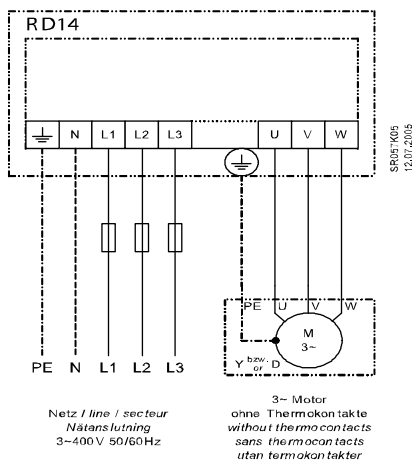 RD14
N L1 L2 L3 U V W
SR057K05
12.07.2005
PE U V W
M
3~
Y bzw. or D
PE N L1 L2 L3
Netz / line / secteur
Nätanslutning
3~400V 50/60Hz
3~ Motor
ohne Thermokontakte
without thermocontacts
sans thermocontacts
utan termokontakter